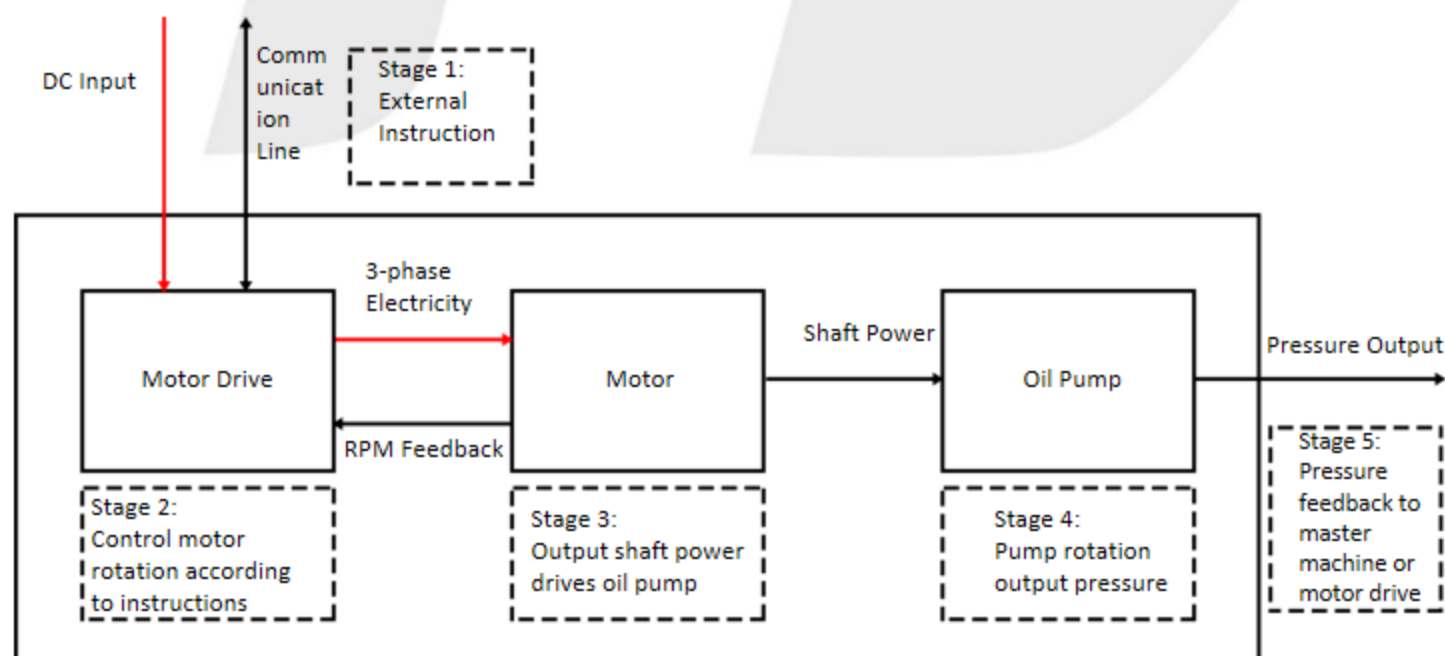 DC Input
Comm
unicat
ion
Line
Stage 1:
External
Instruction
3-phase
Electricity
Motor Drive
RPM Feedback
Motor
Shaft Power
Oil Pump
Pressure Output
Stage 2:
Control motor
rotation according
to instructions
Stage 3:
Output shaft power
drives oil pump
Stage 4:
Pump rotation
output pressure
Stage 5:
Pressure
feedback to
master
machine or
motor drive